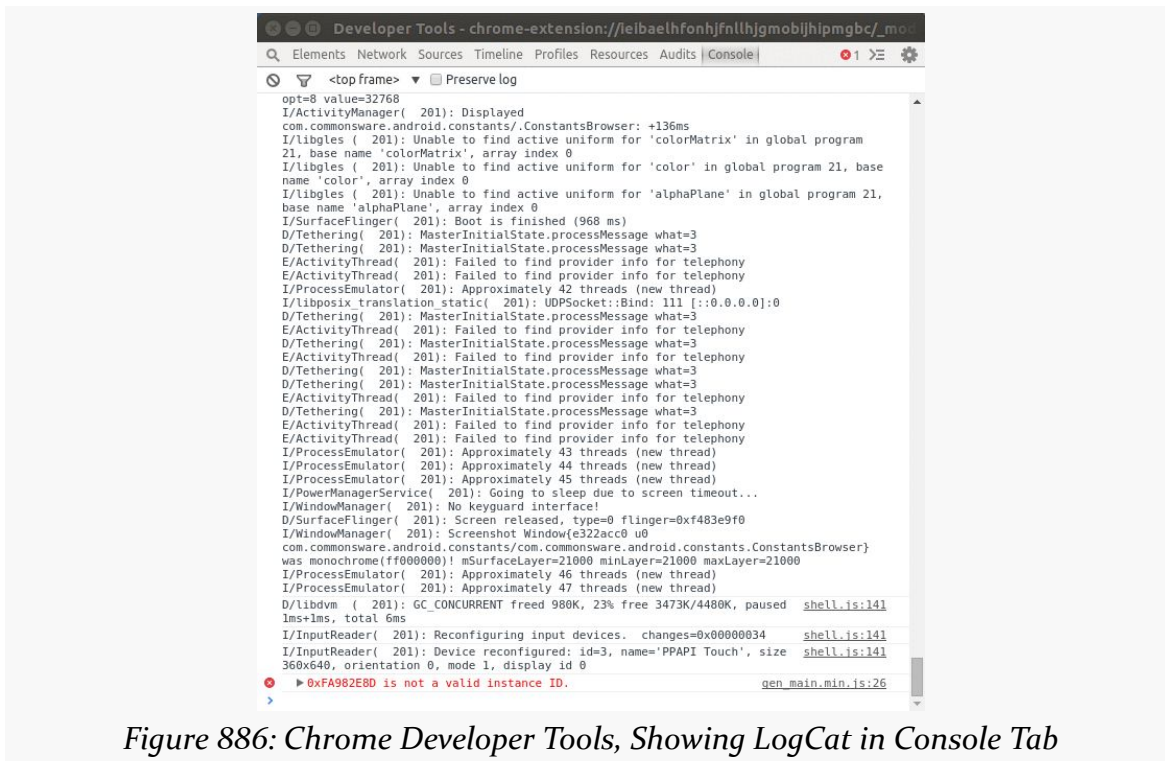 Developer Tools - chrome-extension://ieibaelhfonhjfnllhjgmobijhipmgbc/_mod
Elements Network Sources Timeline Profiles Resources Audits Console 1
<top frame> ▼ Preserve log
opt=8 value=32768
I/ActivityManager(  201): Displayed
com.commonsware.android.constants/.ConstantsBrowser: +136ms
I/libgles (  201): Unable to find active uniform for 'colorMatrix' in global program
21, base name 'colorMatrix', array index 0
I/libgles (  201): Unable to find active uniform for 'color' in global program 21, base
name 'color', array index 0
I/libgles (  201): Unable to find active uniform for 'alphaPlane' in global program 21,
base name 'alphaPlane', array index 0
I/SurfaceFlinger(  201): Boot is finished (968 ms)
D/Tethering(  201): MasterInitialState.processMessage what=3
D/Tethering(  201): MasterInitialState.processMessage what=3
E/ActivityThread(  201): Failed to find provider info for telephony
E/ActivityThread(  201): Failed to find provider info for telephony
I/ProcessEmulator(  201): Approximately 42 threads (new thread)
I/libposix_translation_static(  201): UDPSocket::Bind: 111 [::0.0.0.0]:0
D/Tethering(  201): MasterInitialState.processMessage what=3
E/ActivityThread(  201): Failed to find provider info for telephony
D/Tethering(  201): MasterInitialState.processMessage what=3
E/ActivityThread(  201): Failed to find provider info for telephony
D/Tethering(  201): MasterInitialState.processMessage what=3
D/Tethering(  201): MasterInitialState.processMessage what=3
E/ActivityThread(  201): Failed to find provider info for telephony
D/Tethering(  201): MasterInitialState.processMessage what=3
E/ActivityThread(  201): Failed to find provider info for telephony
E/ActivityThread(  201): Failed to find provider info for telephony
I/ProcessEmulator(  201): Approximately 43 threads (new thread)
I/ProcessEmulator(  201): Approximately 44 threads (new thread)
I/ProcessEmulator(  201): Approximately 45 threads (new thread)
I/PowerManagerService(  201): Going to sleep due to screen timeout...
I/WindowManager(  201): No keyguard interface!
D/SurfaceFlinger(  201): Screen released, type=0 flinger=0xf483e9f0
I/WindowManager(  201): Screenshot Window{e322acc0 u0
com.commonsware.android.constants/com.commonsware.android.constants.ConstantsBrowser}
was monochrome(ff000000)! mSurfaceLayer=21000 minLayer=21000 maxLayer=21000
I/ProcessEmulator(  201): Approximately 46 threads (new thread)
I/ProcessEmulator(  201): Approximately 47 threads (new thread)
D/libdvm  (  201): GC_CONCURRENT freed 980K, 23% free 3473K/4480K, paused shell.js:141
1ms+1ms, total 6ms
I/InputReader(  201): Reconfiguring input devices.  changes=0x00000034 shell.js:141
I/InputReader(  201): Device reconfigured: id=3, name='PPAPI Touch', size shell.js:141
360x640, orientation 0, mode 1, display id 0
▶ 0xFA982E8D is not a valid instance ID. gen_main.min.js:26
>
Figure 886: Chrome Developer Tools, Showing LogCat in Console Tab